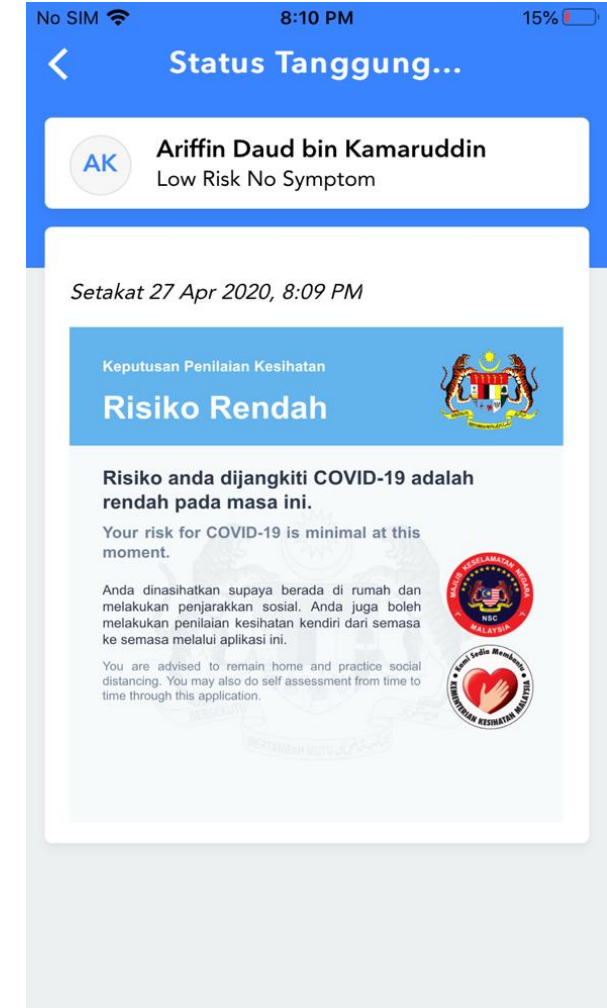 No SIM 8:10 PM 15%
Status Tanggung...
AK
Ariffin Daud bin Kamaruddin
Low Risk No Symptom
Setakat 27 Apr 2020, 8:09 PM
Keputusan Penilaian Kesihatan
Risiko Rendah
Risiko anda dijangkiti COVID-19 adalah
rendah pada masa ini.
Your risk for COVID-19 is minimal at this
moment.
Anda dinasihatkan supaya berada di rumah dan
melakukan penjarakkan sosial. Anda juga boleh
melakukan penilaian kesihatan kendiri dari semasa
ke semasa melalui aplikasi ini.
You are advised to remain home and practice social
distancing. You may also do self assessment from time to
time through this application.
MAJLIS KESELAMATAN NEGARA
NSC
MALAYSIA
Kami Sedia Membantu
KEMENTERIAN KESIHATAN MALAYSIA
BERSEKUTU
BERTAMBAH MUTU